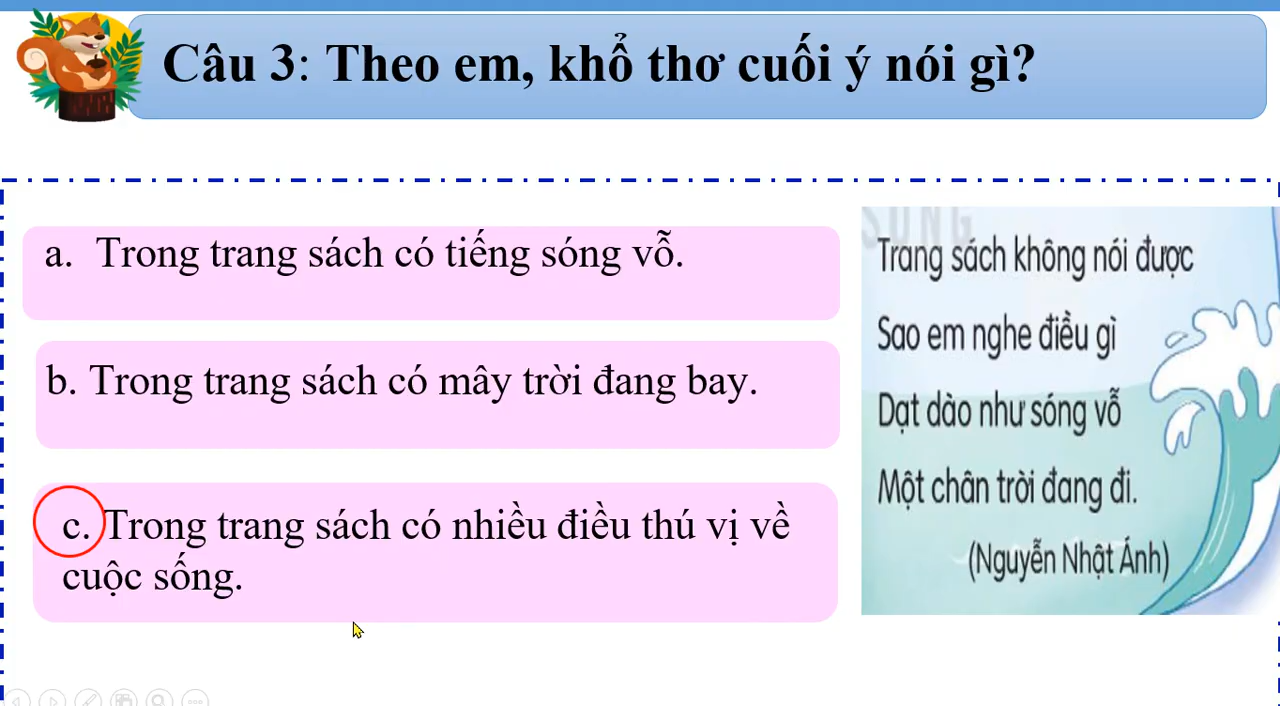 Câu 3: Theo em, khổ thơ cuối ý nói gì?
a. Trong trang sách có tiếng sóng vỗ.
b. Trong trang sách có mây trời đang bay.
c. Trong trang sách có nhiều điều thú vị về
cuộc sống.
SONG
Trang sách không nói được
Sao em nghe điều gì
Dạt dào như sóng vỗ
Một chân trời đang đi.
(Nguyễn Nhật Ánh)